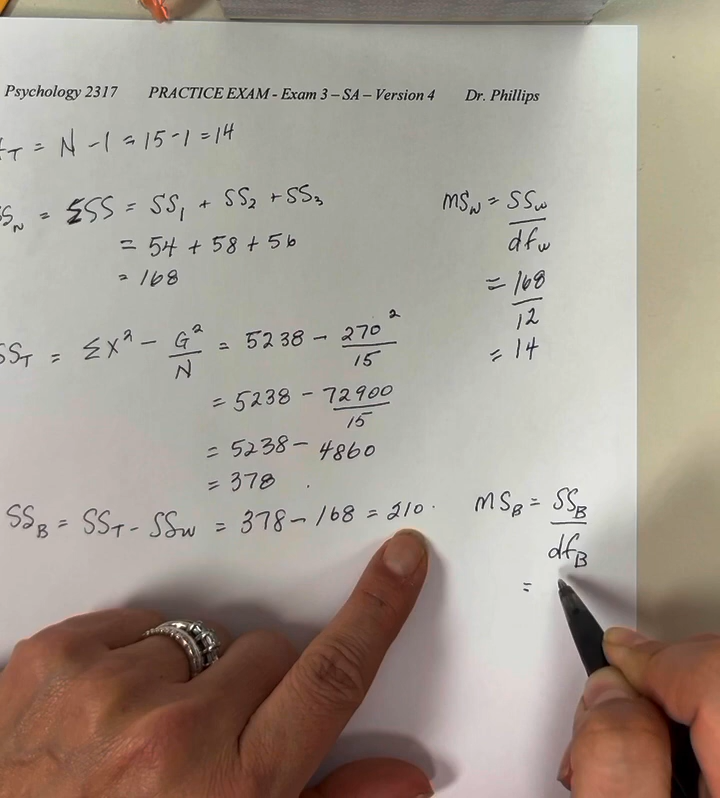 Psychology 2317 PRACTICE EXAM - Exam 3 – SA – Version 4 Dr. Phillips
T = N - 1 = 15 - 1 = 14
SSW = ΣSS = SS1 + SS2 + SS3
= 54 + 58 + 56
= 168
SST = ΣX² - G²/N = 5238 - 270²/15
= 5238 - 72900/15
= 5238 - 4860
= 378
SSB = SST - SSW = 378 - 168 = 210
MSW = SSW/dfW
= 168/12
= 14
MSB = SSB/dfB
=